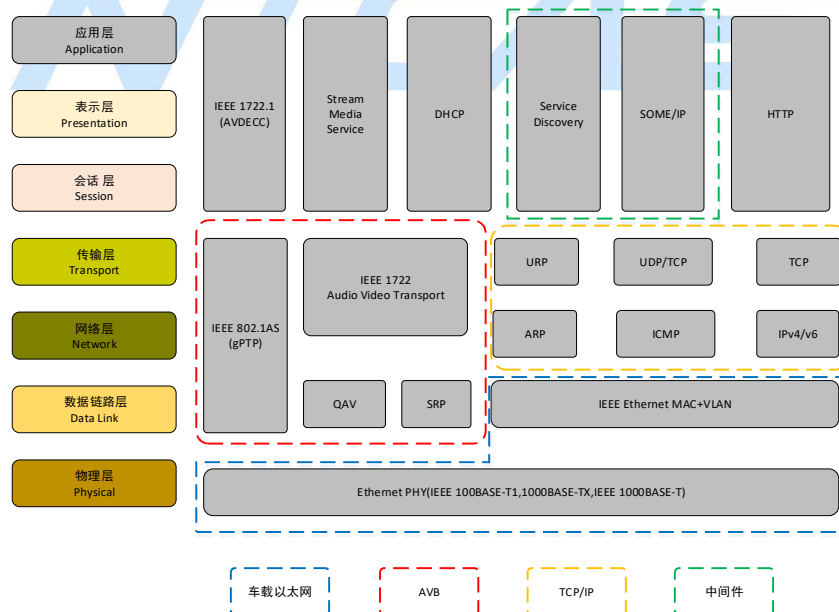 应用层
Application
表示层
Presentation
会话层
Session
传输层
Transport
网络层
Network
数据链路层
Data Link
物理层
Physical
IEEE 1722.1
(AVDECC)
Stream
Media
Service
DHCP
Service
Discovery
SOME/IP
HTTP
IEEE 802.1AS
(gPTP)
IEEE 1722
Audio Video Transport
QAV
SRP
URP
UDP/TCP
TCP
ARP
ICMP
IPv4/v6
IEEE Ethernet MAC+VLAN
Ethernet PHY(IEEE 100BASE-T1,1000BASE-TX,IEEE 1000BASE-T)
车载以太网
AVB
TCP/IP
中间件